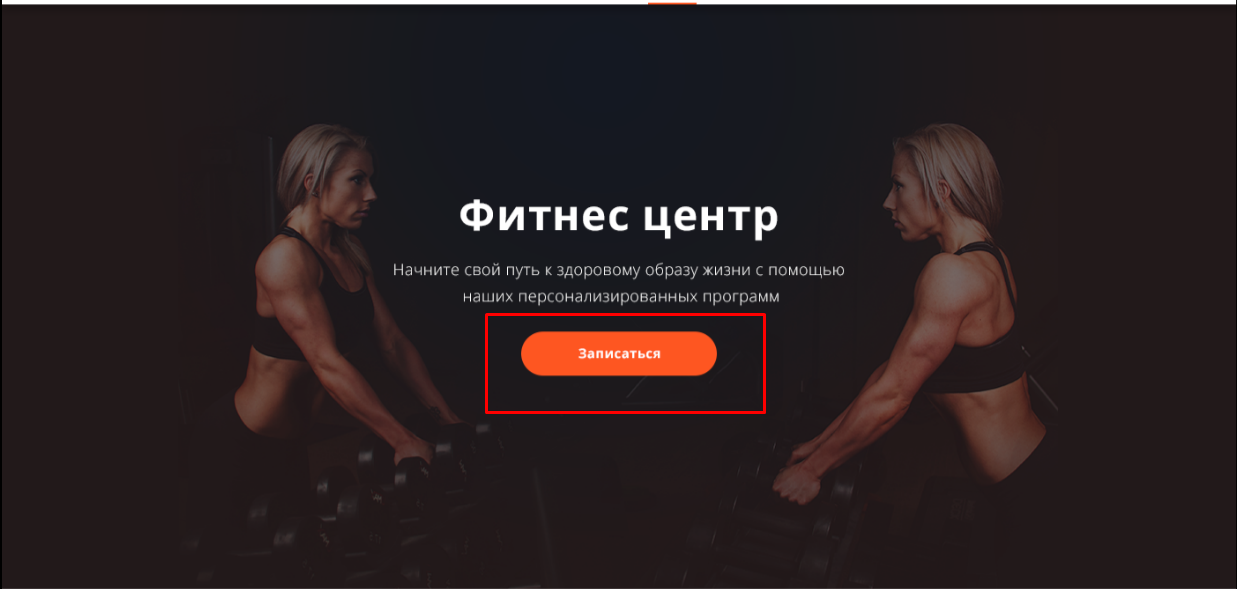 Фитнес центр
Начните свой путь к здоровому образу жизни с помощью
наших персонализированных программ
Записаться